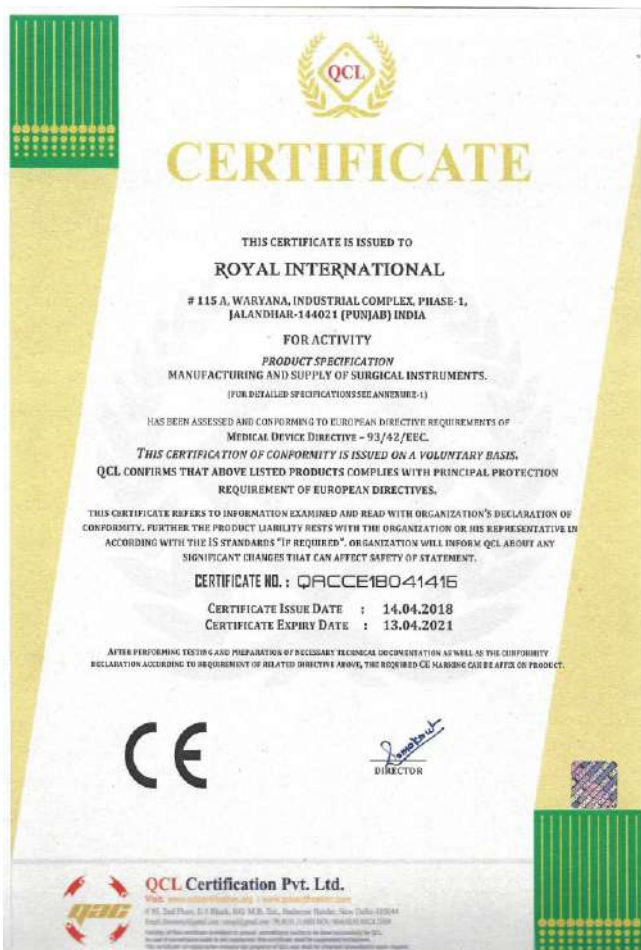 QCL
CERTIFICATE
THIS CERTIFICATE IS ISSUED TO
ROYAL INTERNATIONAL
# 115 A, WARYANA, INDUSTRIAL COMPLEX, PHASE-1,
JALANDHAR-144021 (PUNJAB) INDIA
FOR ACTIVITY
PRODUCT SPECIFICATION
MANUFACTURING AND SUPPLY OF SURGICAL INSTRUMENTS.
(FOR DETAILED SPECIFICATIONS SEE ANNEXURE-1)
HAS BEEN ASSESSED AND CONFORMING TO EUROPEAN DIRECTIVE REQUIREMENTS OF
MEDICAL DEVICE DIRECTIVE – 93/42/EEC.
THIS CERTIFICATION OF CONFORMITY IS ISSUED ON A VOLUNTARY BASIS.
QCL CONFIRMS THAT ABOVE LISTED PRODUCTS COMPLIES WITH PRINCIPAL PROTECTION
REQUIREMENT OF EUROPEAN DIRECTIVES.
THIS CERTIFICATE REFERS TO INFORMATION EXAMINED AND READ WITH ORGANIZATION'S DECLARATION OF
CONFORMITY. FURTHER THE PRODUCT LIABILITY RESTS WITH THE ORGANIZATION OR HIS REPRESENTATIVE IN
ACCORDING WITH THE IS STANDARDS "IF REQUIRED". ORGANIZATION WILL INFORM QCL ABOUT ANY
SIGNIFICANT CHANGES THAT CAN AFFECT SAFETY OF STATEMENT.
CERTIFICATE NO. : QACCE18041416
CERTIFICATE ISSUE DATE : 14.04.2018
CERTIFICATE EXPIRY DATE : 13.04.2021
AFTER PERFORMING TESTING AND PREPARATION OF NECESSARY TECHNICAL DOCUMENTATION AS WELL AS THE CONFORMITY
DECLARATION ACCORDING TO REQUIREMENT OF RELATED DIRECTIVE ABOVE, THE REQUIRED CE MARKING CAN BE AFFIX ON PRODUCT.
CE
DIRECTOR
qac
QCL Certification Pvt. Ltd.